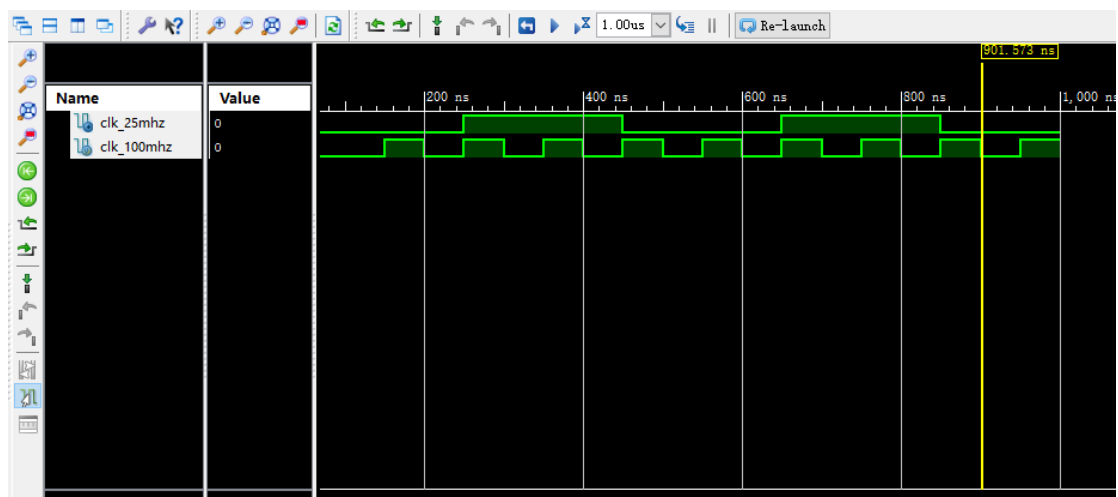 1.00us Re-launch
901.573 ns
Name Value
200 ns 400 ns 600 ns 800 ns 1,000 ns
clk_25mhz 0
clk_100mhz 0